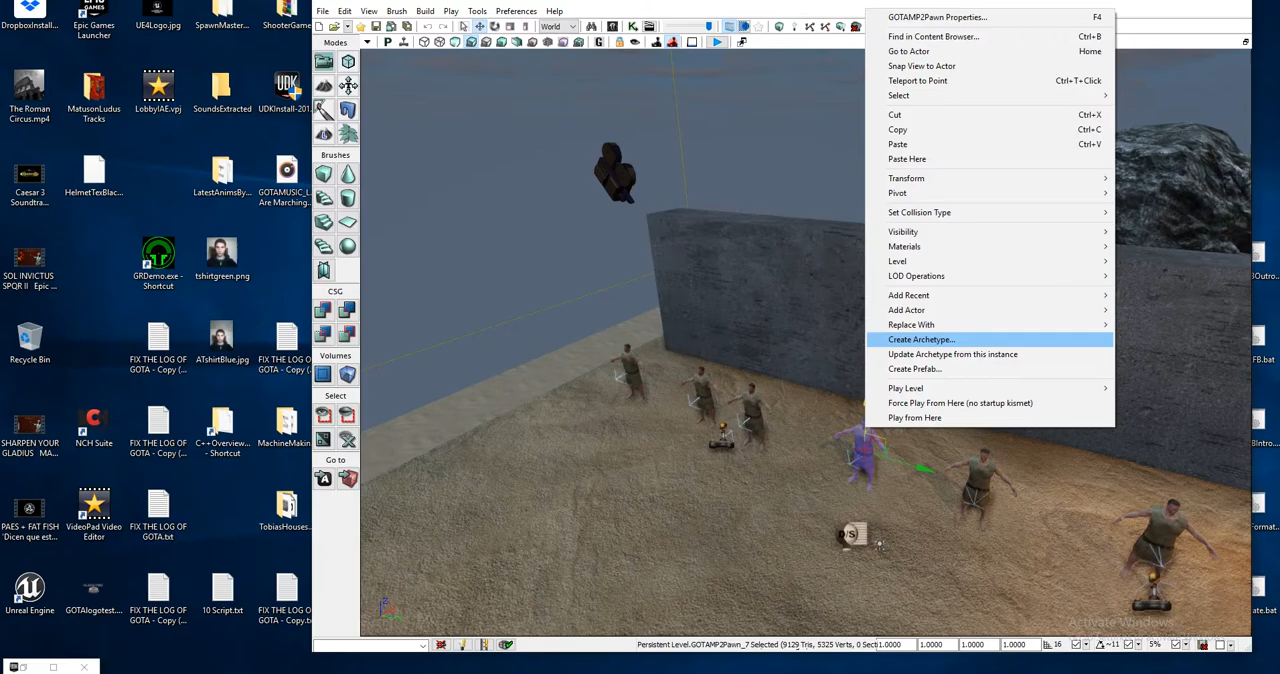 DropboxInstall...
Epic Games
Launcher
UE4Logo.jpg
SpawnMaster...
ShooterGame...
The Roman
Circus.mp4
MatusonLudus
Tracks
LobbyIAE.vpj
SoundsExtracted
UDKInstall-201...
Caesar 3
Soundtra...
HelmetTexBlac...
LatestAnimsBy...
GOTAMUSIC_L...
Are Marching...
SOL INVICTUS
SPQR II Epic ...
GRDemo.exe -
Shortcut
tshirtgreen.png
Recycle Bin
FIX THE LOG OF
GOTA - Copy (...
ATshirtBlue.jpg
FIX THE LOG OF
GOTA - Copy (...
SHARPEN YOUR
GLADIUS MA...
NCH Suite
FIX THE LOG OF
GOTA - Copy (...
C++Overview...
- Shortcut
MachineMakin...
PAES + FAT FISH
'Dicen que est...
VideoPad Video
Editor
FIX THE LOG OF
GOTA.txt
TobiasHouses...
Unreal Engine
GOTAlogotest....
FIX THE LOG OF
GOTA - Copy (...
10 Script.txt
FIX THE LOG OF
GOTA - Copy.txt
File Edit View Brush Build Play Tools Preferences Help
World
Modes
Brushes
CSG
Volumes
Select
Go to
GOTAMP2Pawn Properties... F4
Find in Content Browser... Ctrl+B
Go to Actor Home
Snap View to Actor
Teleport to Point Ctrl+T+Click
Select
Cut Ctrl+X
Copy Ctrl+C
Paste Ctrl+V
Paste Here
Transform
Pivot
Set Collision Type
Visibility
Materials
Level
LOD Operations
Add Recent
Add Actor
Replace With
Create Archetype...
Update Archetype from this instance
Create Prefab...
Play Level
Force Play From Here (no startup kismet)
Play from Here
D/S
Activate Windows
Persistent Level.GOTAMP2Pawn_7 Selected (9129 Tris, 5325 Verts, 0 Sect
1.0000 1.0000 1.0000 1.0000 16 ~11 5%
BOutro...
FB.bat
BIntro...
Format...
ate.bat